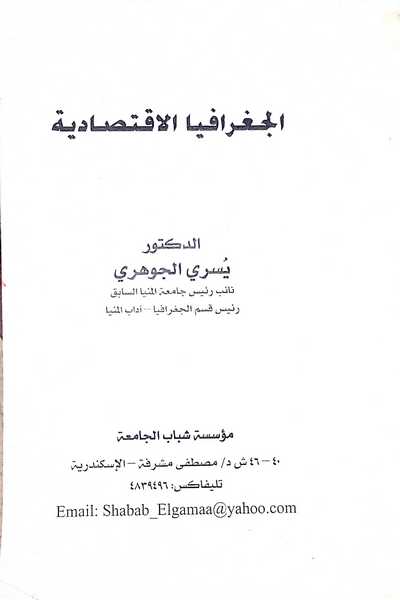 الجغرافيا الاقتصادية
الدكتور
يُسري الجوهري
نائب رئيس جامعة المنيا السابق
رئيس قسم الجغرافيا – آداب المنيا
مؤسسة شباب الجامعة
٤٠ – ٤٦ ش د/ مصطفى مشرفة – الإسكندرية
تليفاكس: ٤٨٣٩٤٩٦
Email: Shabab_Elgamaa@yahoo.com